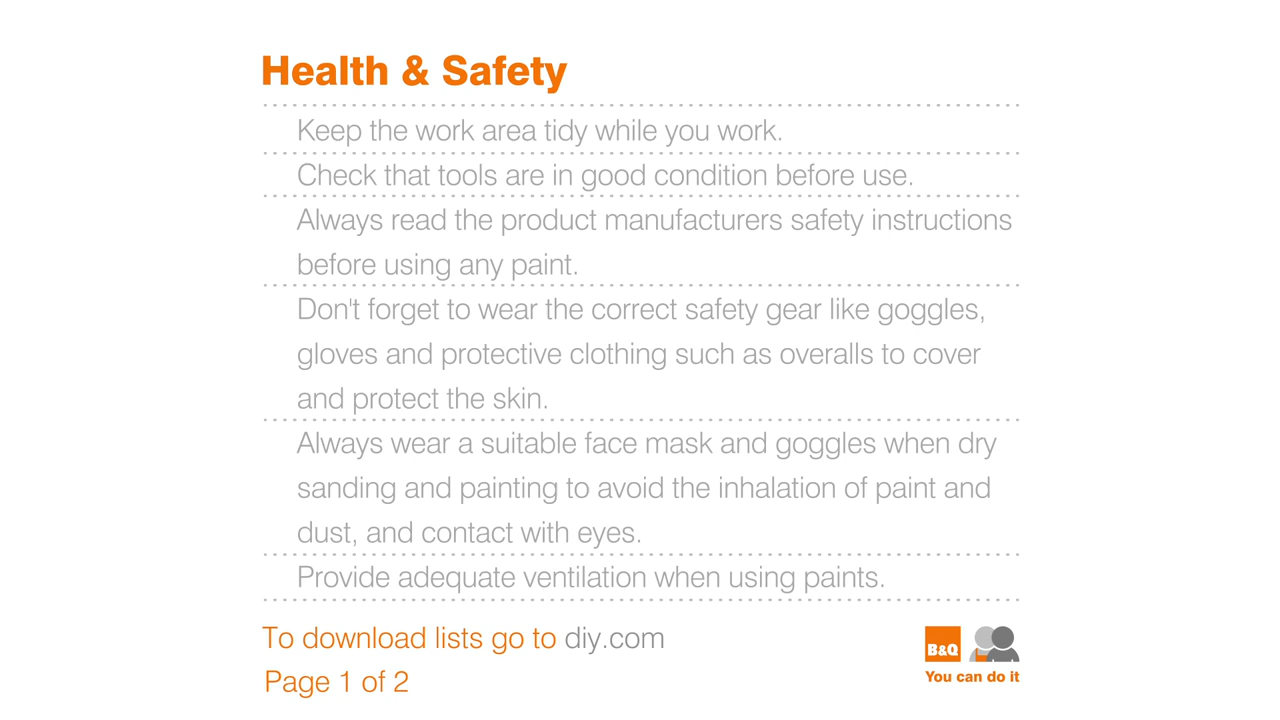 Health & Safety
Keep the work area tidy while you work.
Check that tools are in good condition before use.
Always read the product manufacturers safety instructions
before using any paint.
Don't forget to wear the correct safety gear like goggles,
gloves and protective clothing such as overalls to cover
and protect the skin.
Always wear a suitable face mask and goggles when dry
sanding and painting to avoid the inhalation of paint and
dust, and contact with eyes.
Provide adequate ventilation when using paints.
To download lists go to diy.com
Page 1 of 2
B&Q
You can do it